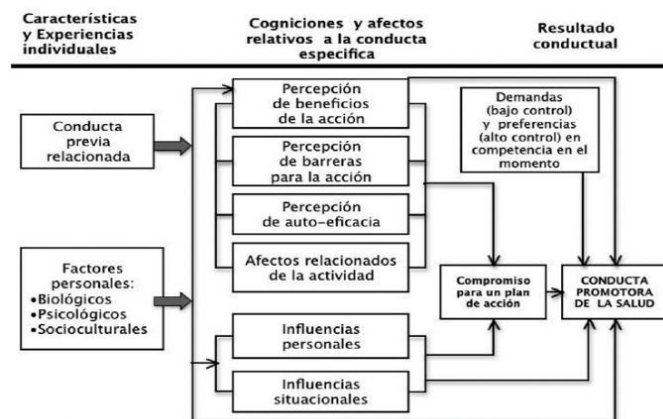 Características
y Experiencias
individuales
Cogniciones y afectos
relativos a la conducta
especifica
Resultado
conductual
Conducta
previa
relacionada
Factores
personales:
•Biológicos
•Psicológicos
•Socioculturales
Percepción
de beneficios
de la acción
Percepción
de barreras
para la acción
Percepción
de auto-eficacia
Afectos relacionados
de la actividad
Influencias
personales
Influencias
situacionales
Demandas
(bajo control)
y preferencias
(alto control) en
competencia en el
momento
Compromiso
para un plan
de acción
CONDUCTA
PROMOTORA
DE LA SALUD